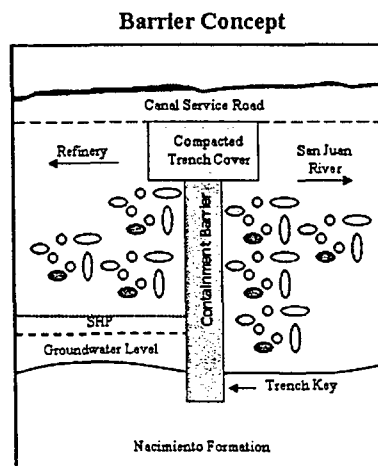 Barrier Concept
Canal Service Road
Compacted
Trench Cover
Refinery
San Juan
River
Containment Barrier
SHP
Groundwater Level
Trench Key
Nacimiento Formation